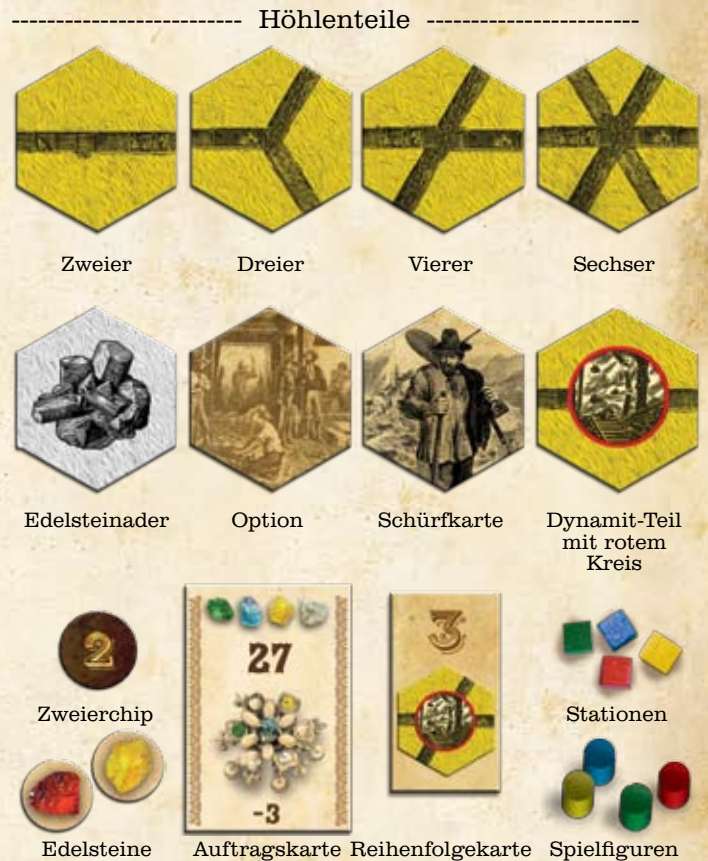 Höhlenteile
Zweier Dreier Vierer Sechser
Edelsteinader Option Schürfkarte Dynamit-Teil
mit rotem
Kreis
2
Zweierchip
27
-3
3
Stationen
Edelsteine Auftragskarte Reihenfolgekarte Spielfiguren